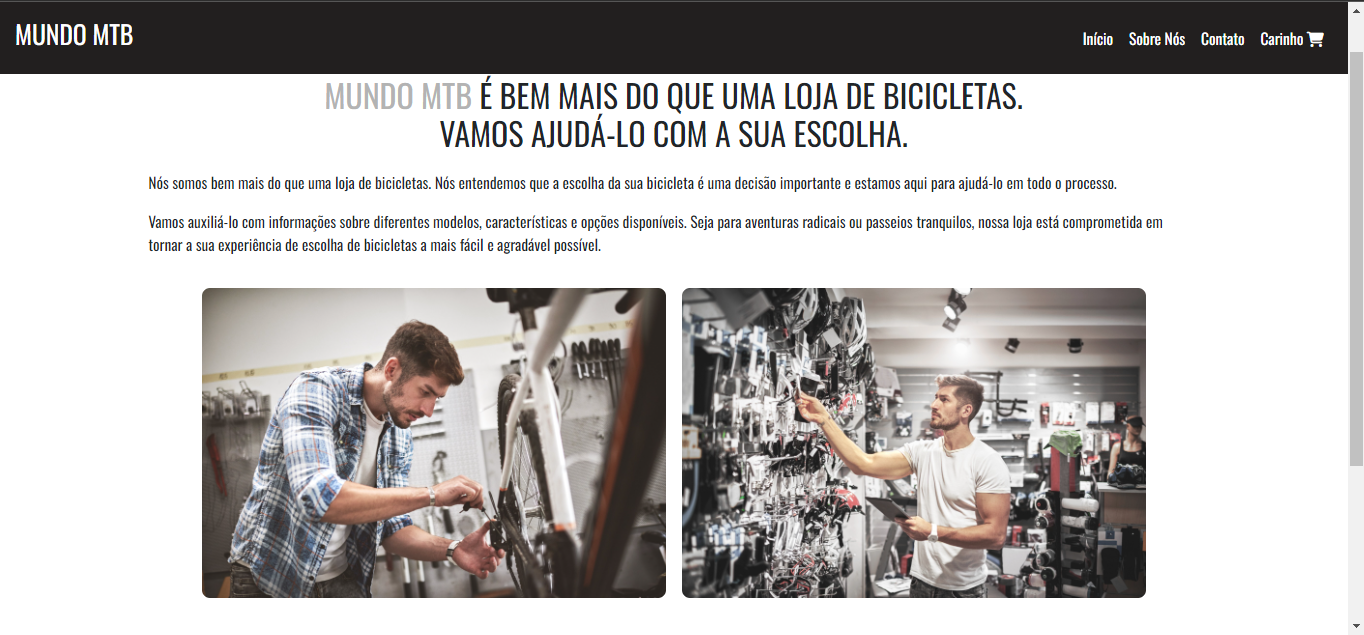 MUNDO MTB
Início Sobre Nós Contato Carinho
MUNDO MTB É BEM MAIS DO QUE UMA LOJA DE BICICLETAS.
VAMOS AJUDÁ-LO COM A SUA ESCOLHA.
Nós somos bem mais do que uma loja de bicicletas. Nós entendemos que a escolha da sua bicicleta é uma decisão importante e estamos aqui para ajudá-lo em todo o processo.
Vamos auxiliá-lo com informações sobre diferentes modelos, características e opções disponíveis. Seja para aventuras radicais ou passeios tranquilos, nossa loja está comprometida em
tornar a sua experiência de escolha de bicicletas a mais fácil e agradável possível.